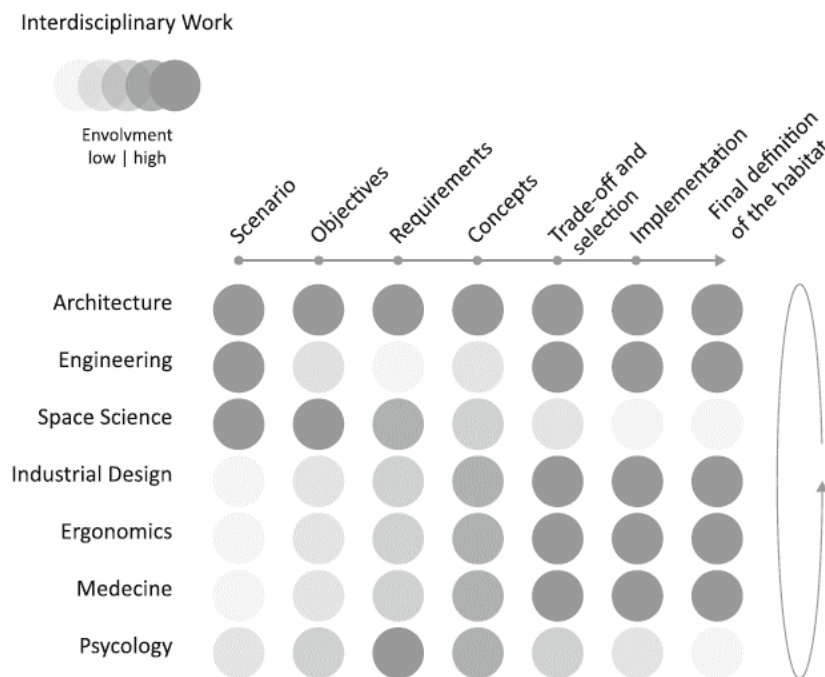 Interdisciplinary Work
Envolvment
low | high
Scenario
Objectives
Requirements
Concepts
Trade-off and
selection
Implementation
Final definition
of the habitat
Architecture
Engineering
Space Science
Industrial Design
Ergonomics
Medecine
Psycology